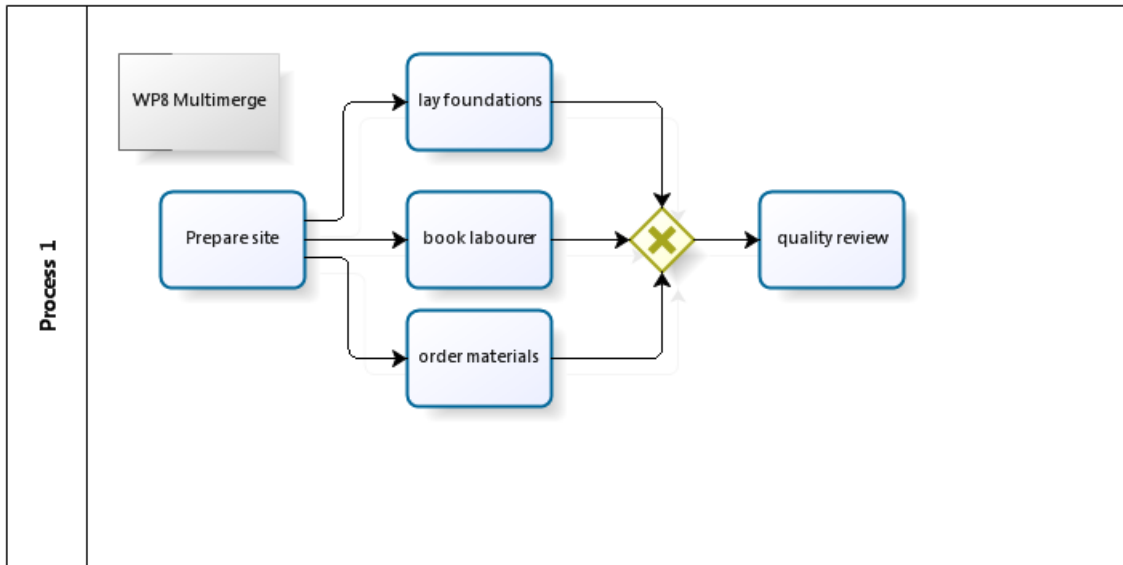 Process 1
WP8 Multimerge
Prepare site
lay foundations
book labourer
order materials
quality review